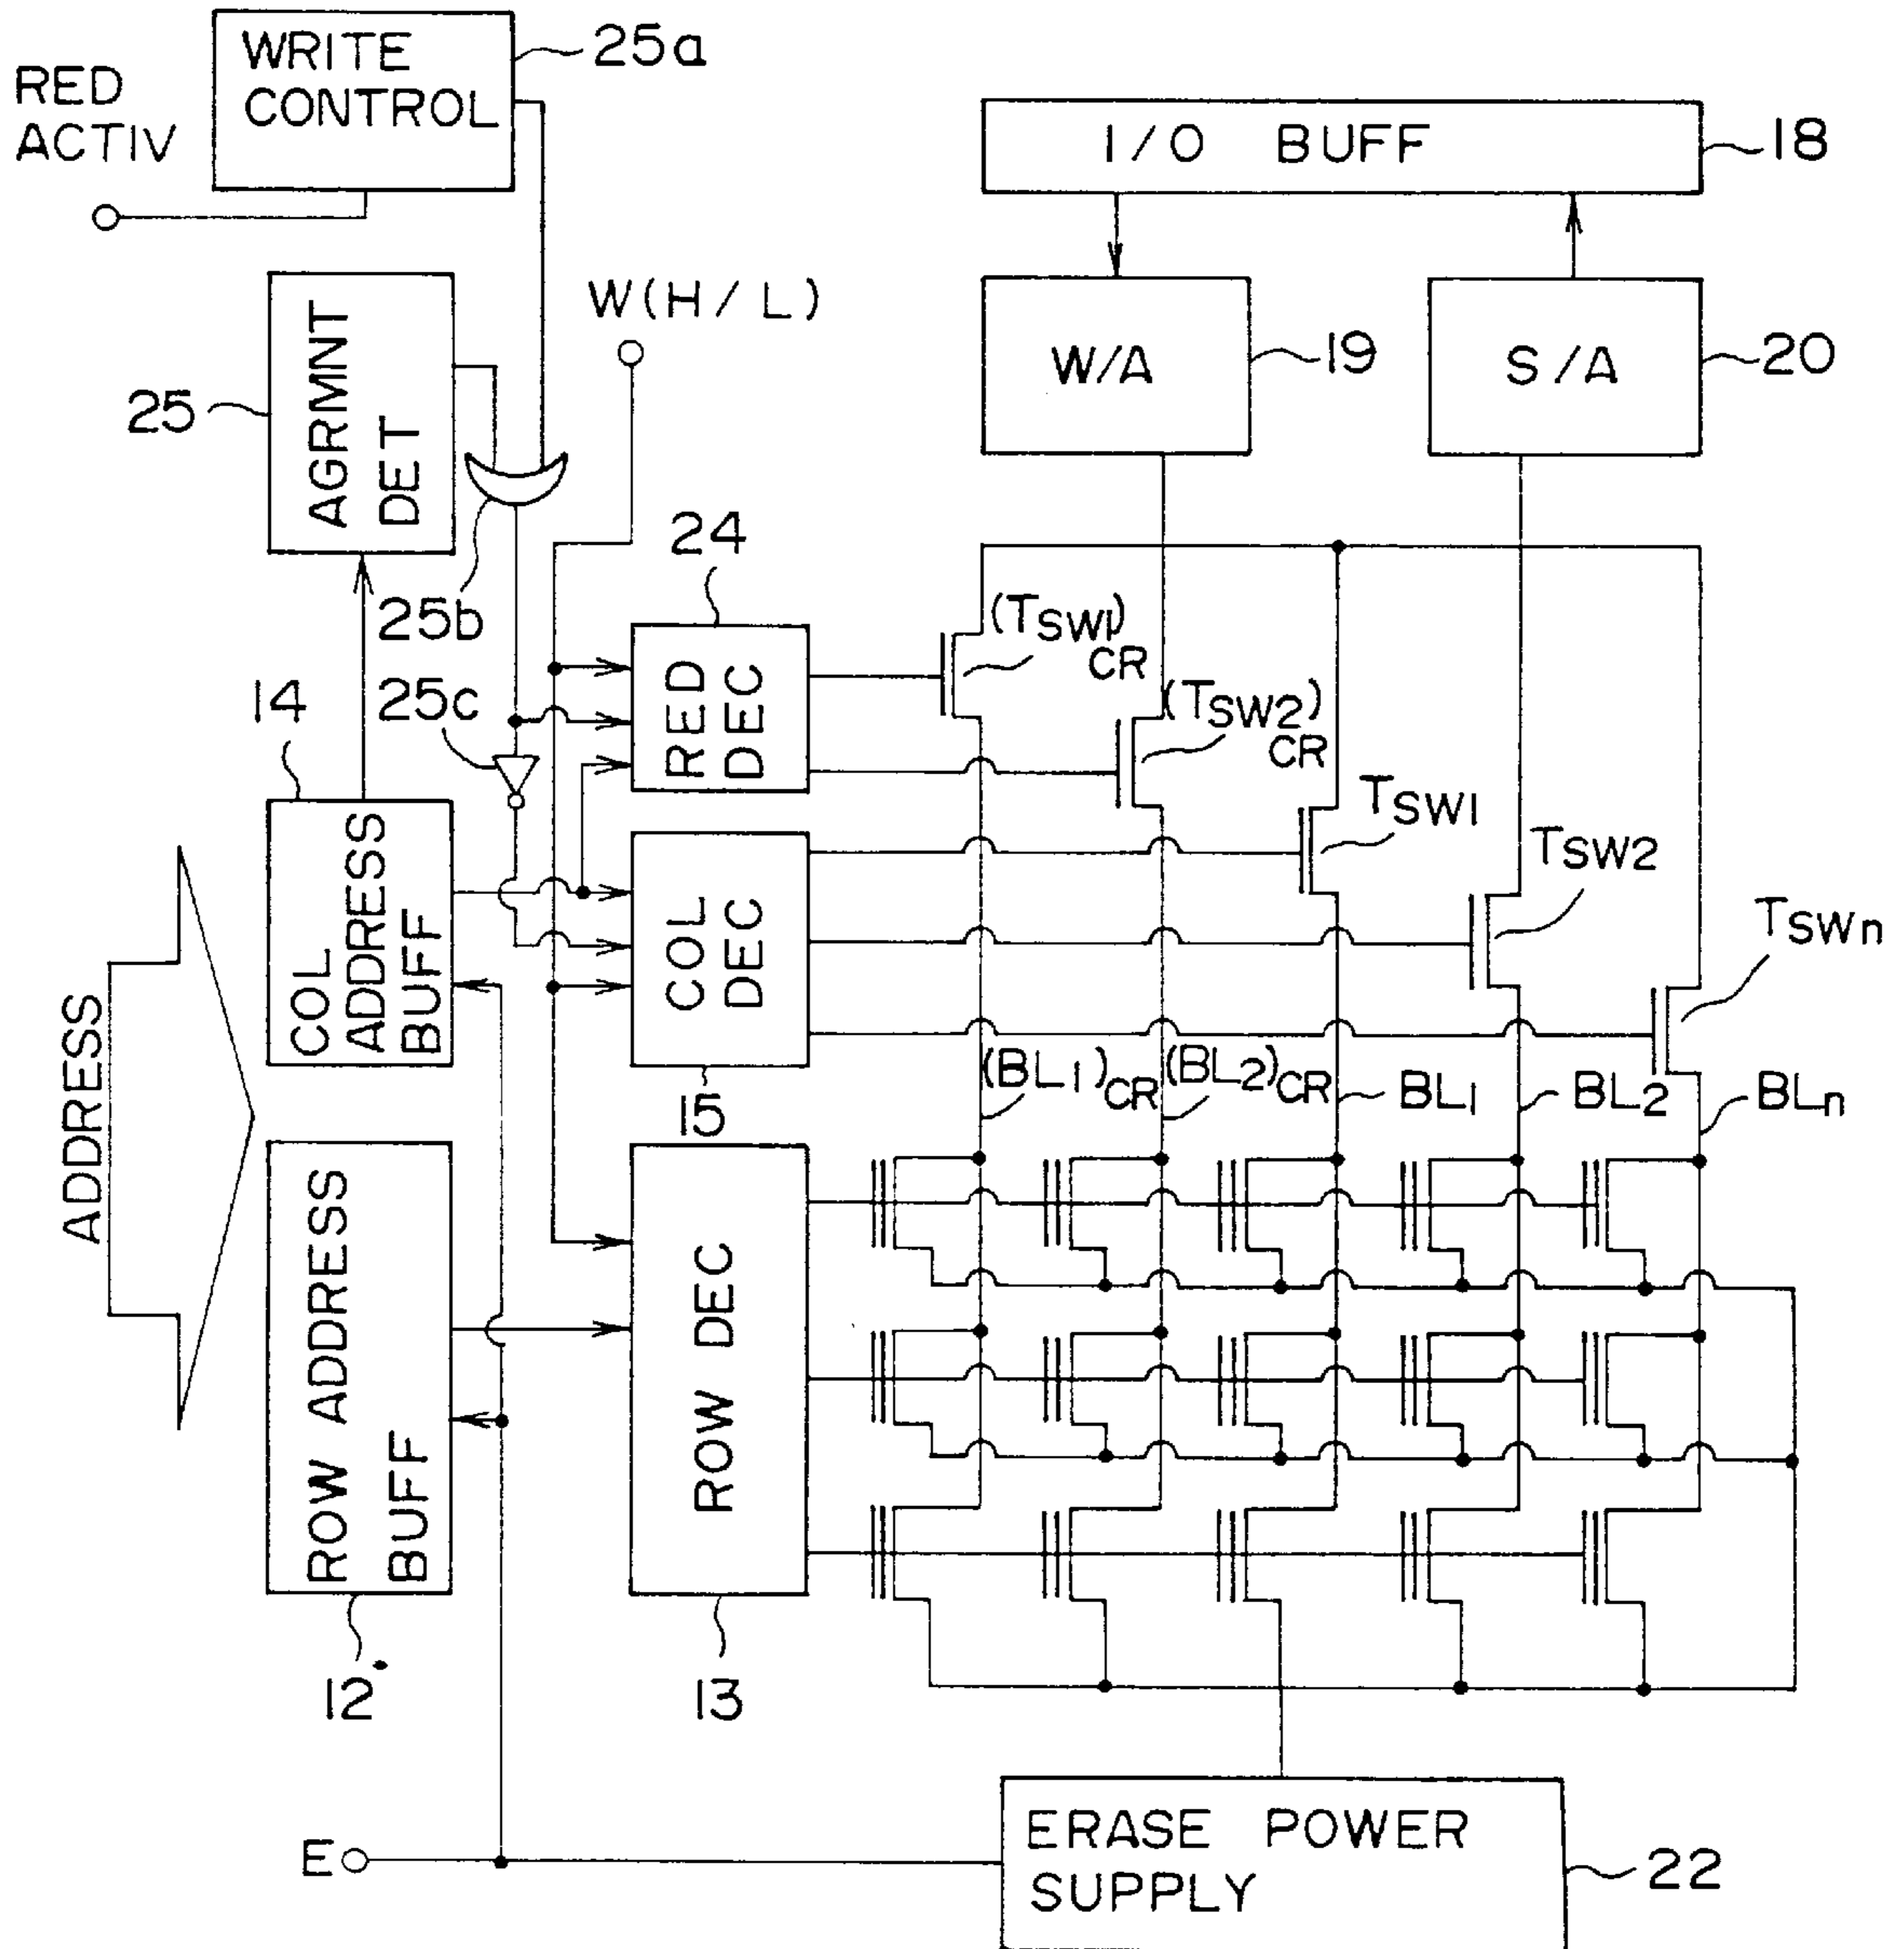 WRITE
CONTROL
25a
RED
ACTIV
I/O BUFF
18
W(H/L)
AGRMNT
DET
25
W/A
19
S/A
20
25b
24
(TSW1)CR
RED
DEC
25c
14
(TSW2)CR
TSW1
COL
ADDRESS
BUFF
COL
DEC
TSW2
TSWn
15
(BL1)CR
(BL2)CR
BL1
BL2
BLn
ADDRESS
ROW ADDRESS
BUFF
ROW DEC
12
13
E
ERASE POWER
SUPPLY
22